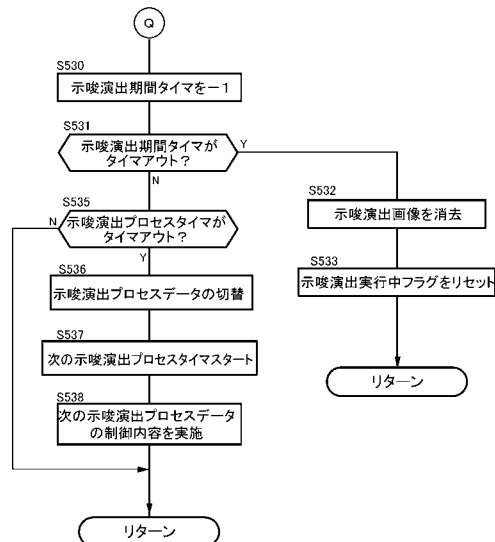 Q
S530
示唆演出期間タイマを－1
S531
示唆演出期間タイマが
タイムアウト？
Y
N
S535
N
示唆演出プロセスタイマが
タイムアウト？
Y
S536
示唆演出プロセスデータの切替
S537
次の示唆演出プロセスタイマスタート
S538
次の示唆演出プロセスデータ
の制御内容を実施
リターン
S532
示唆演出画像を消去
S533
示唆演出実行中フラグをリセット
リターン